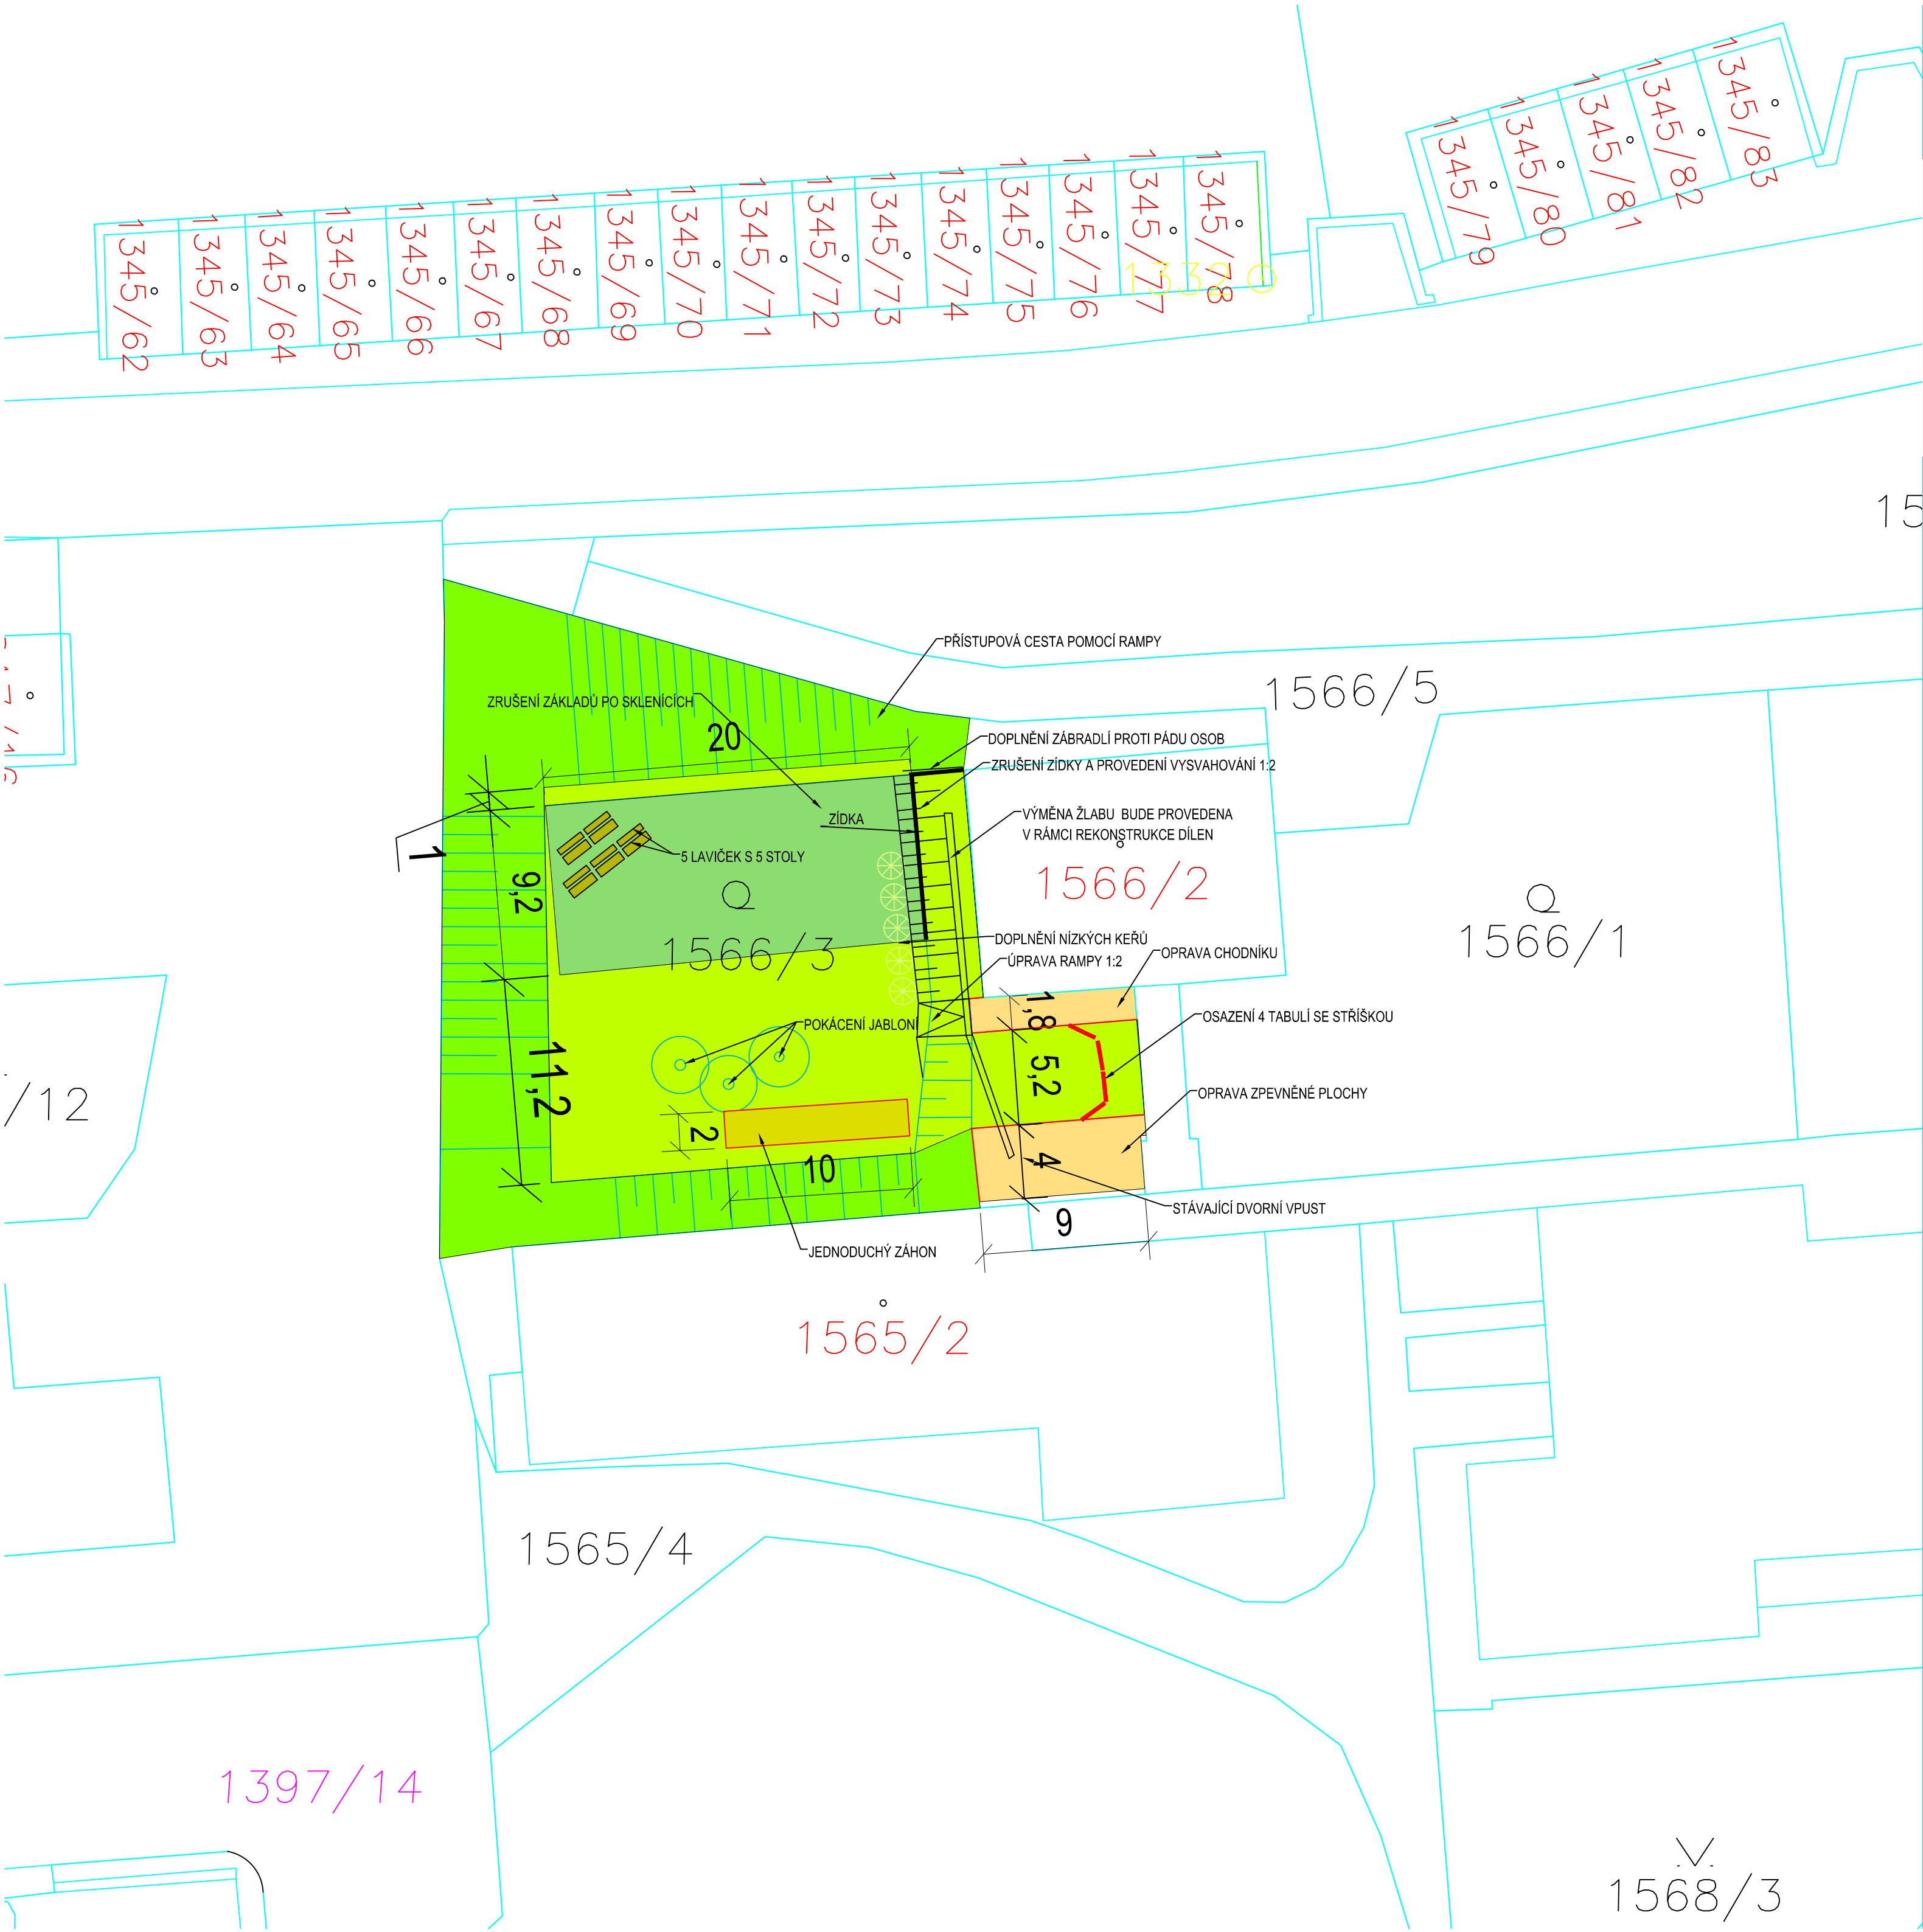 1345/62
1345/63
1345/64
1345/65
1345/66
1345/67
1345/68
1345/69
1345/70
1345/71
1345/72
1345/73
1345/74
1345/75
1345/76
1345/77
1345/78
1345/79
1345/80
1345/81
1345/82
1345/83
1332
15
PŘÍSTUPOVÁ CESTA POMOCÍ RAMPY
1566/5
ZRUŠENÍ ZÁKLADŮ PO SKLENÍCÍCH
20
DOPLNĚNÍ ZÁBRADLÍ PROTI PÁDU OSOB
ZRUŠENÍ ZÍDKY A PROVEDENÍ VYSVAHOVÁNÍ 1:2
ZÍDKA
VÝMĚNA ŽLABU BUDE PROVEDENA
V RÁMCI REKONSTRUKCE DÍLEN
1
5 LAVIČEK S 5 STOLY
9,2
1566/2
1566/3
1566/1
DOPLNĚNÍ NÍZKÝCH KEŘŮ
OPRAVA CHODNÍKU
ÚPRAVA RAMPY 1:2
1,8
POKÁCENÍ JABLONÍ
OSAZENÍ 4 TABULÍ SE STŘÍŠKOU
11,2
5,2
/12
OPRAVA ZPEVNĚNÉ PLOCHY
2
4
10
STÁVAJÍCÍ DVORNÍ VPUST
9
JEDNODUCHÝ ZÁHON
1565/2
1565/4
1397/14
1568/3